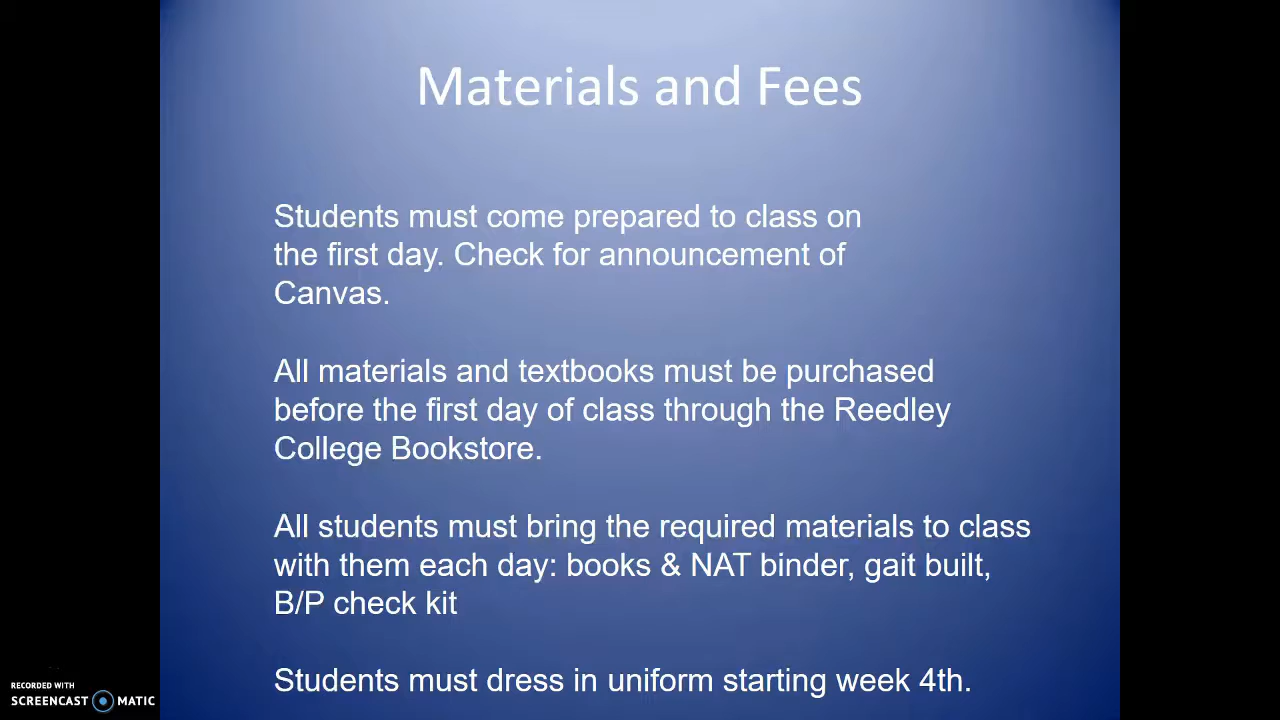 Materials and Fees
Students must come prepared to class on
the first day. Check for announcement of
Canvas.
All materials and textbooks must be purchased
before the first day of class through the Reedley
College Bookstore.
All students must bring the required materials to class
with them each day: books & NAT binder, gait built,
B/P check kit
Students must dress in uniform starting week 4th.
RECORDED WITH
SCREENCAST MATIC